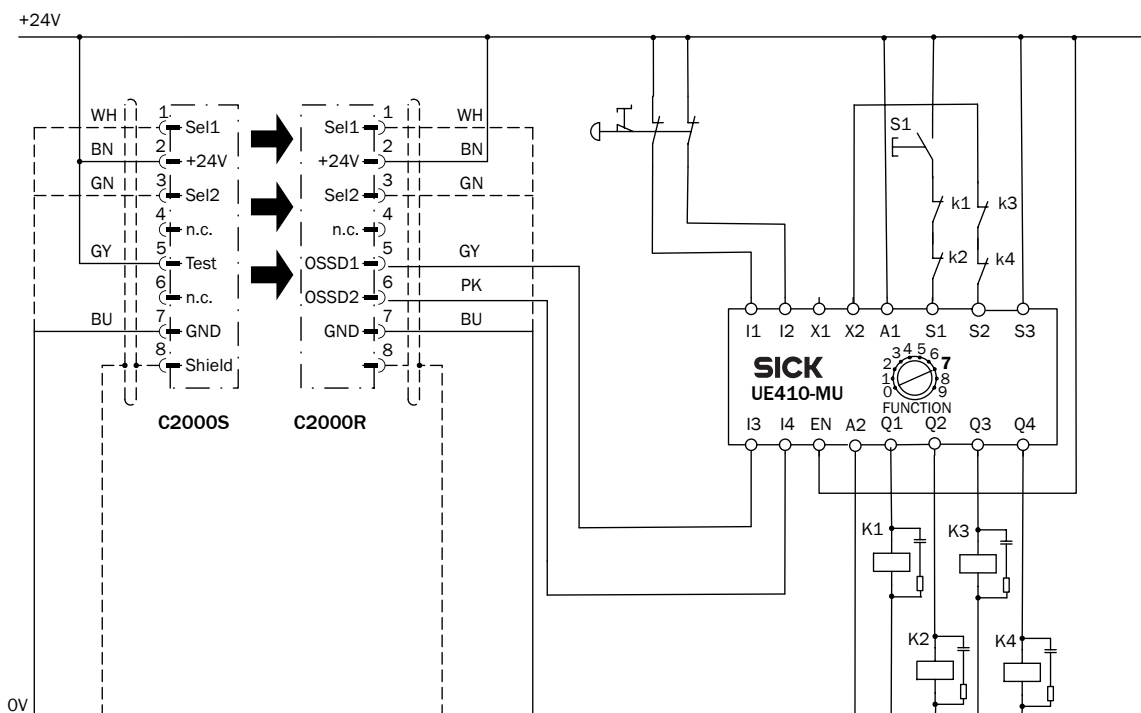 +24V
WH 1 Sel1
BN 2 +24V
GN 3 Sel2
4 n.c.
GY 5 Test
6 n.c.
BU 7 GND
8 Shield
C2000S
Sel1 1 WH
+24V 2 BN
Sel2 3 GN
n.c. 4
OSSD1 5 GY
OSSD2 6 PK
GND 7 BU
8
C2000R
S1
k1 k3
k2 k4
I1 I2 X1 X2 A1 S1 S2 S3
SICK
UE410-MU
0 1 2 3 4 5 6 7 8 9
FUNCTION
I3 I4 EN A2 Q1 Q2 Q3 Q4
K1 K3
K2 K4
0V